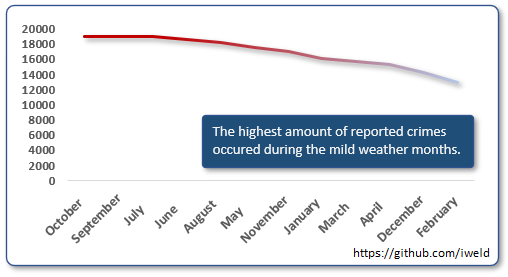 20000
18000
16000
14000
12000
10000
8000
6000
4000
2000
0
The highest amount of reported crimes
occured during the mild weather months.
October
September
July
June
August
May
November
January
March
April
December
February
https://github.com/iweld